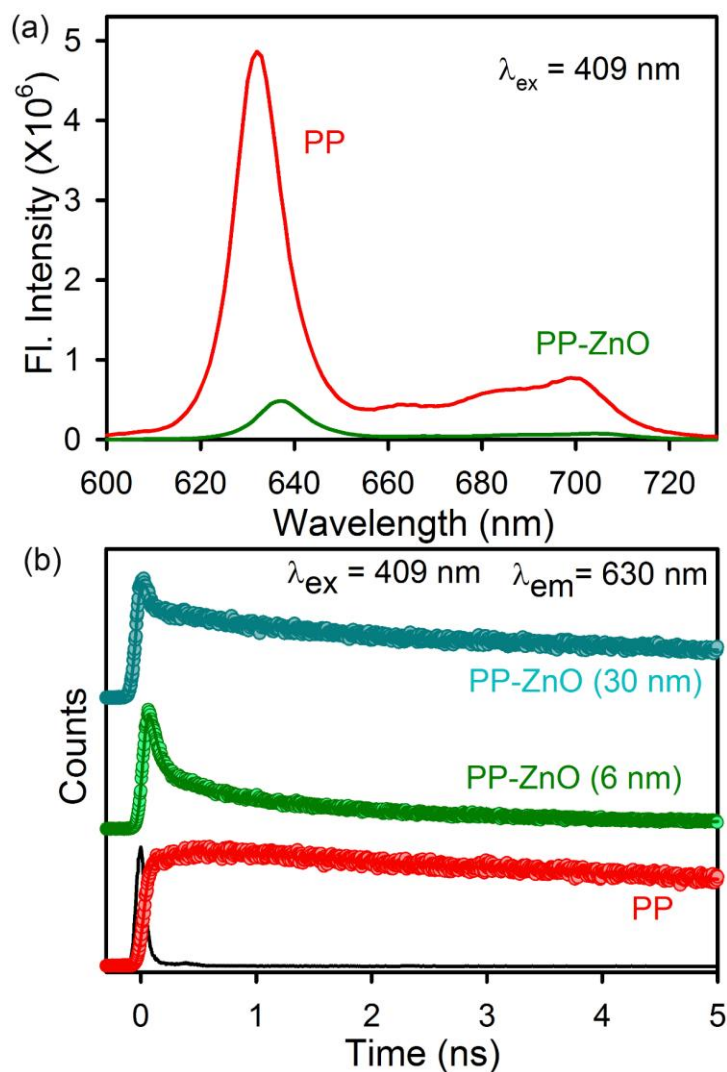 (a)
λex = 409 nm
PP
PP-ZnO
Fl. Intensity (X10⁶)
5
4
3
2
1
0
600 620 640 660 680 700 720
Wavelength (nm)
(b)
λex = 409 nm λem = 630 nm
PP-ZnO (30 nm)
PP-ZnO (6 nm)
PP
Counts
0 1 2 3 4 5
Time (ns)